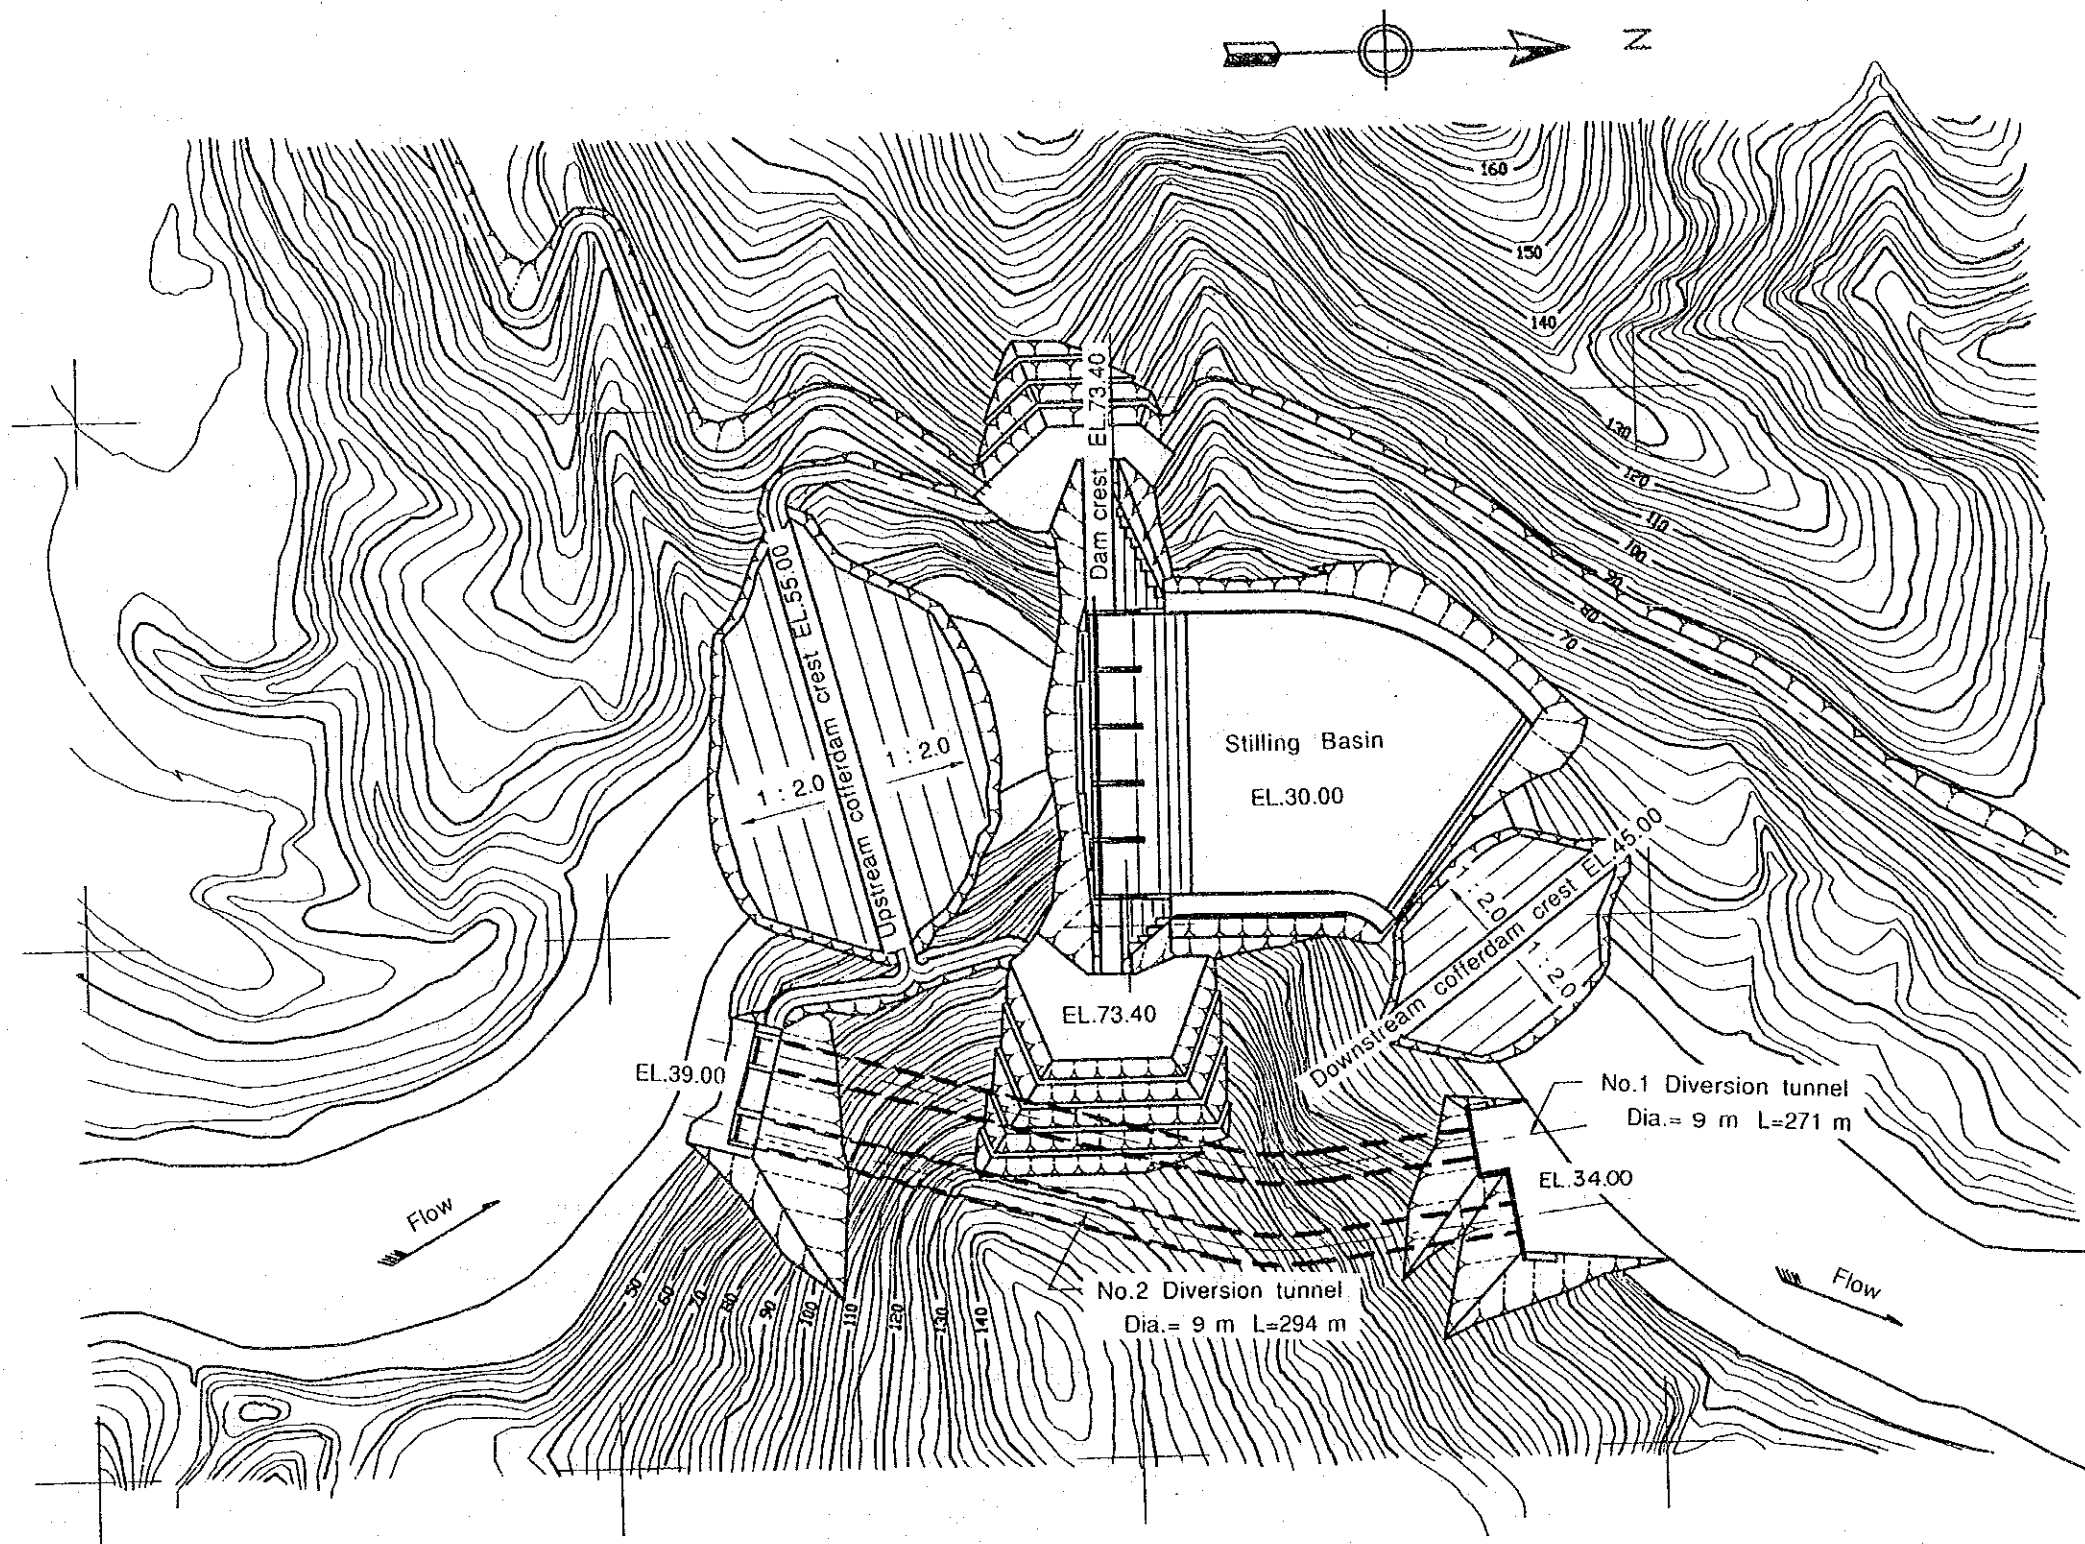 N
160
150
140
130
120
110
100
90
80
70
Dam crest EL.73.40
Upstream cofferdam crest EL.55.00
1 : 2.0
1 : 2.0
Stilling Basin
EL.30.00
Downstream cofferdam crest EL.45.00
1 : 2.0
1 : 2.0
EL.73.40
EL.39.00
No.1 Diversion tunnel
Dia.= 9 m L=271 m
EL.34.00
Flow
Flow
No.2 Diversion tunnel
Dia.= 9 m L=294 m
50
60
70
80
90
100
110
120
130
140